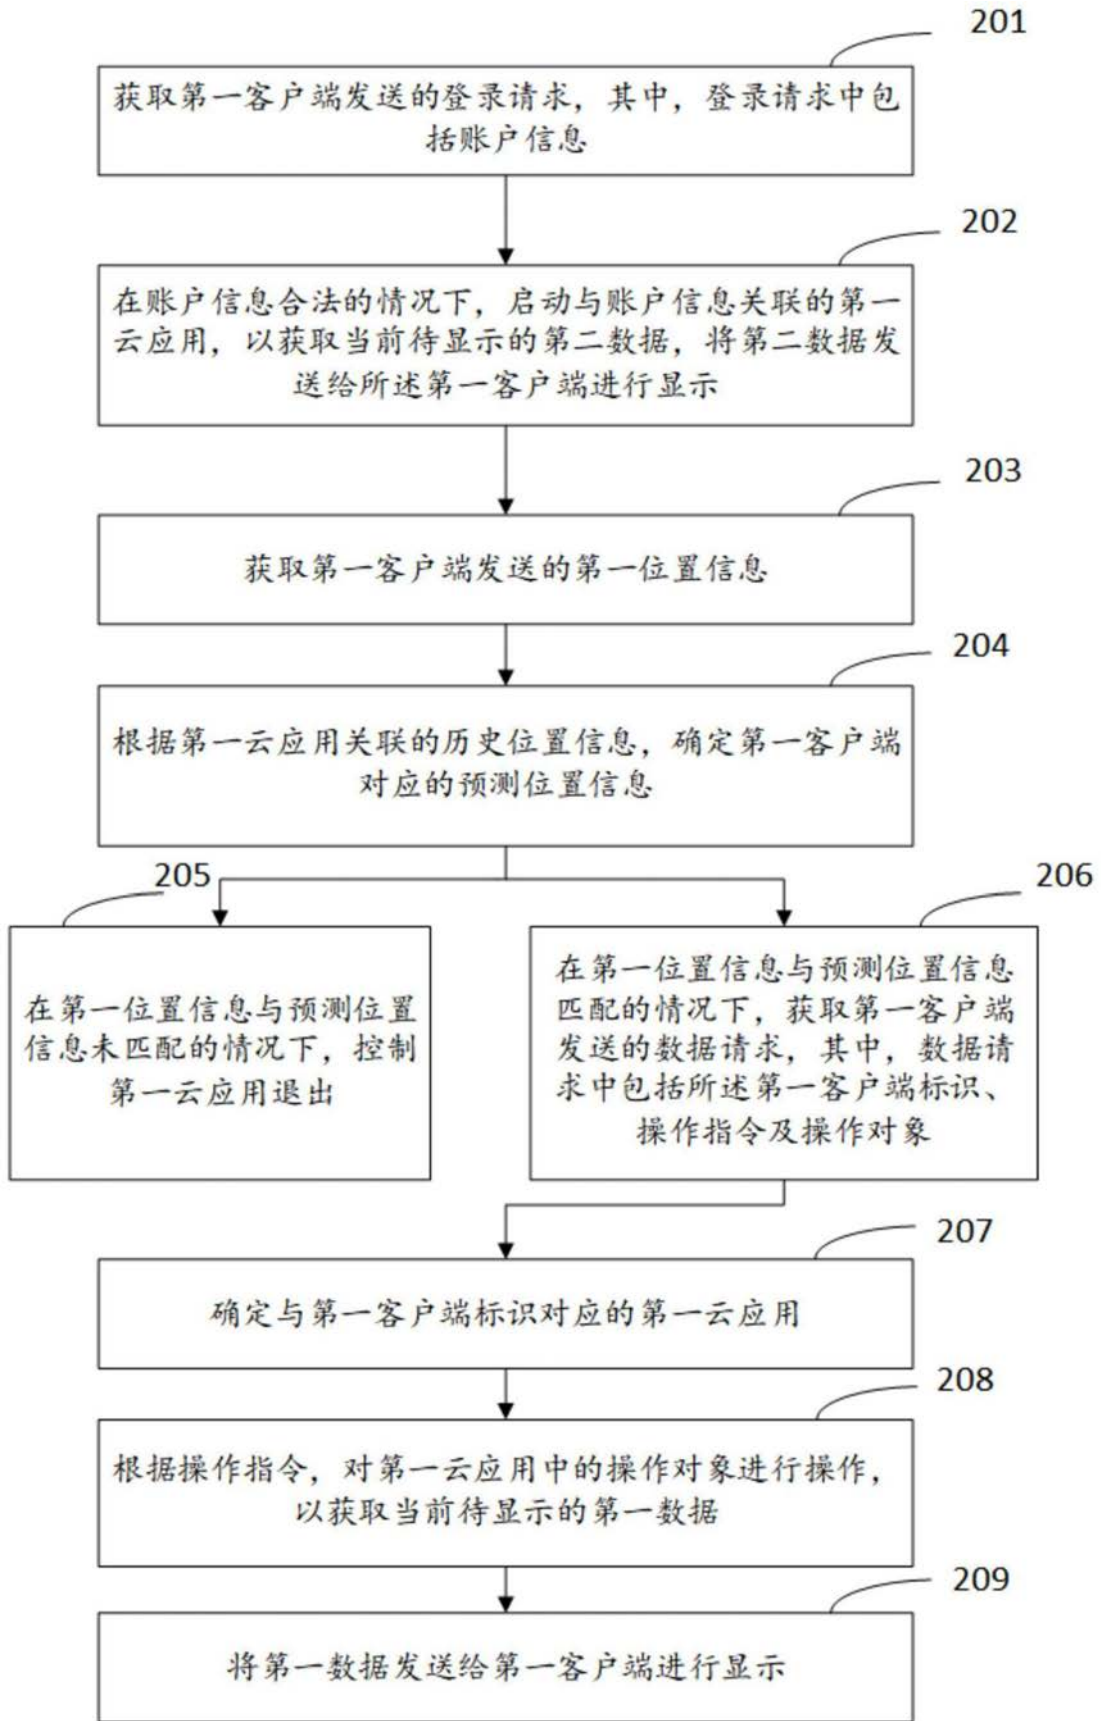 201
获取第一客户端发送的登录请求，其中，登录请求中包
括账户信息
202
在账户信息合法的情况下，启动与账户信息关联的第一
云应用，以获取当前待显示的第二数据，将第二数据发
送给所述第一客户端进行显示
203
获取第一客户端发送的第一位置信息
204
根据第一云应用关联的历史位置信息，确定第一客户端
对应的预测位置信息
205
在第一位置信息与预测位置
信息未匹配的情况下，控制
第一云应用退出
206
在第一位置信息与预测位置信息
匹配的情况下，获取第一客户端
发送的数据请求，其中，数据请
求中包括所述第一客户端标识、
操作指令及操作对象
207
确定与第一客户端标识对应的第一云应用
208
根据操作指令，对第一云应用中的操作对象进行操作，
以获取当前待显示的第一数据
209
将第一数据发送给第一客户端进行显示